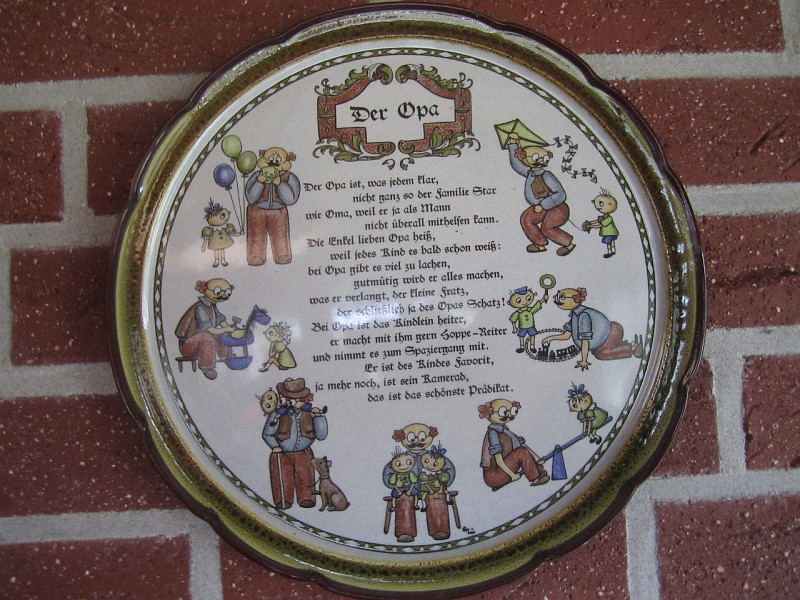 Der Opa
Der Opa ist, was jedem klar,
nicht ganz so der Familie Star
wie Oma, weil er ja als Mann
nicht überall mithelfen kann.
Die Enkel lieben Opa heiß,
weil jedes Kind es bald schon weiß:
bei Opa gibt es viel zu lachen,
gutmütig wird er alles machen,
was er verlangt, der kleine Fratz,
der schließlich ja des Opas Schatz!
Bei Opa ist das Kindlein heiter,
er macht mit ihm gern Hoppe-Reiter
und nimmt es zum Spaziergang mit.
Er ist des Kindes Favorit,
ja mehr noch, ist sein Kamerad,
das ist das schönste Prädikat.